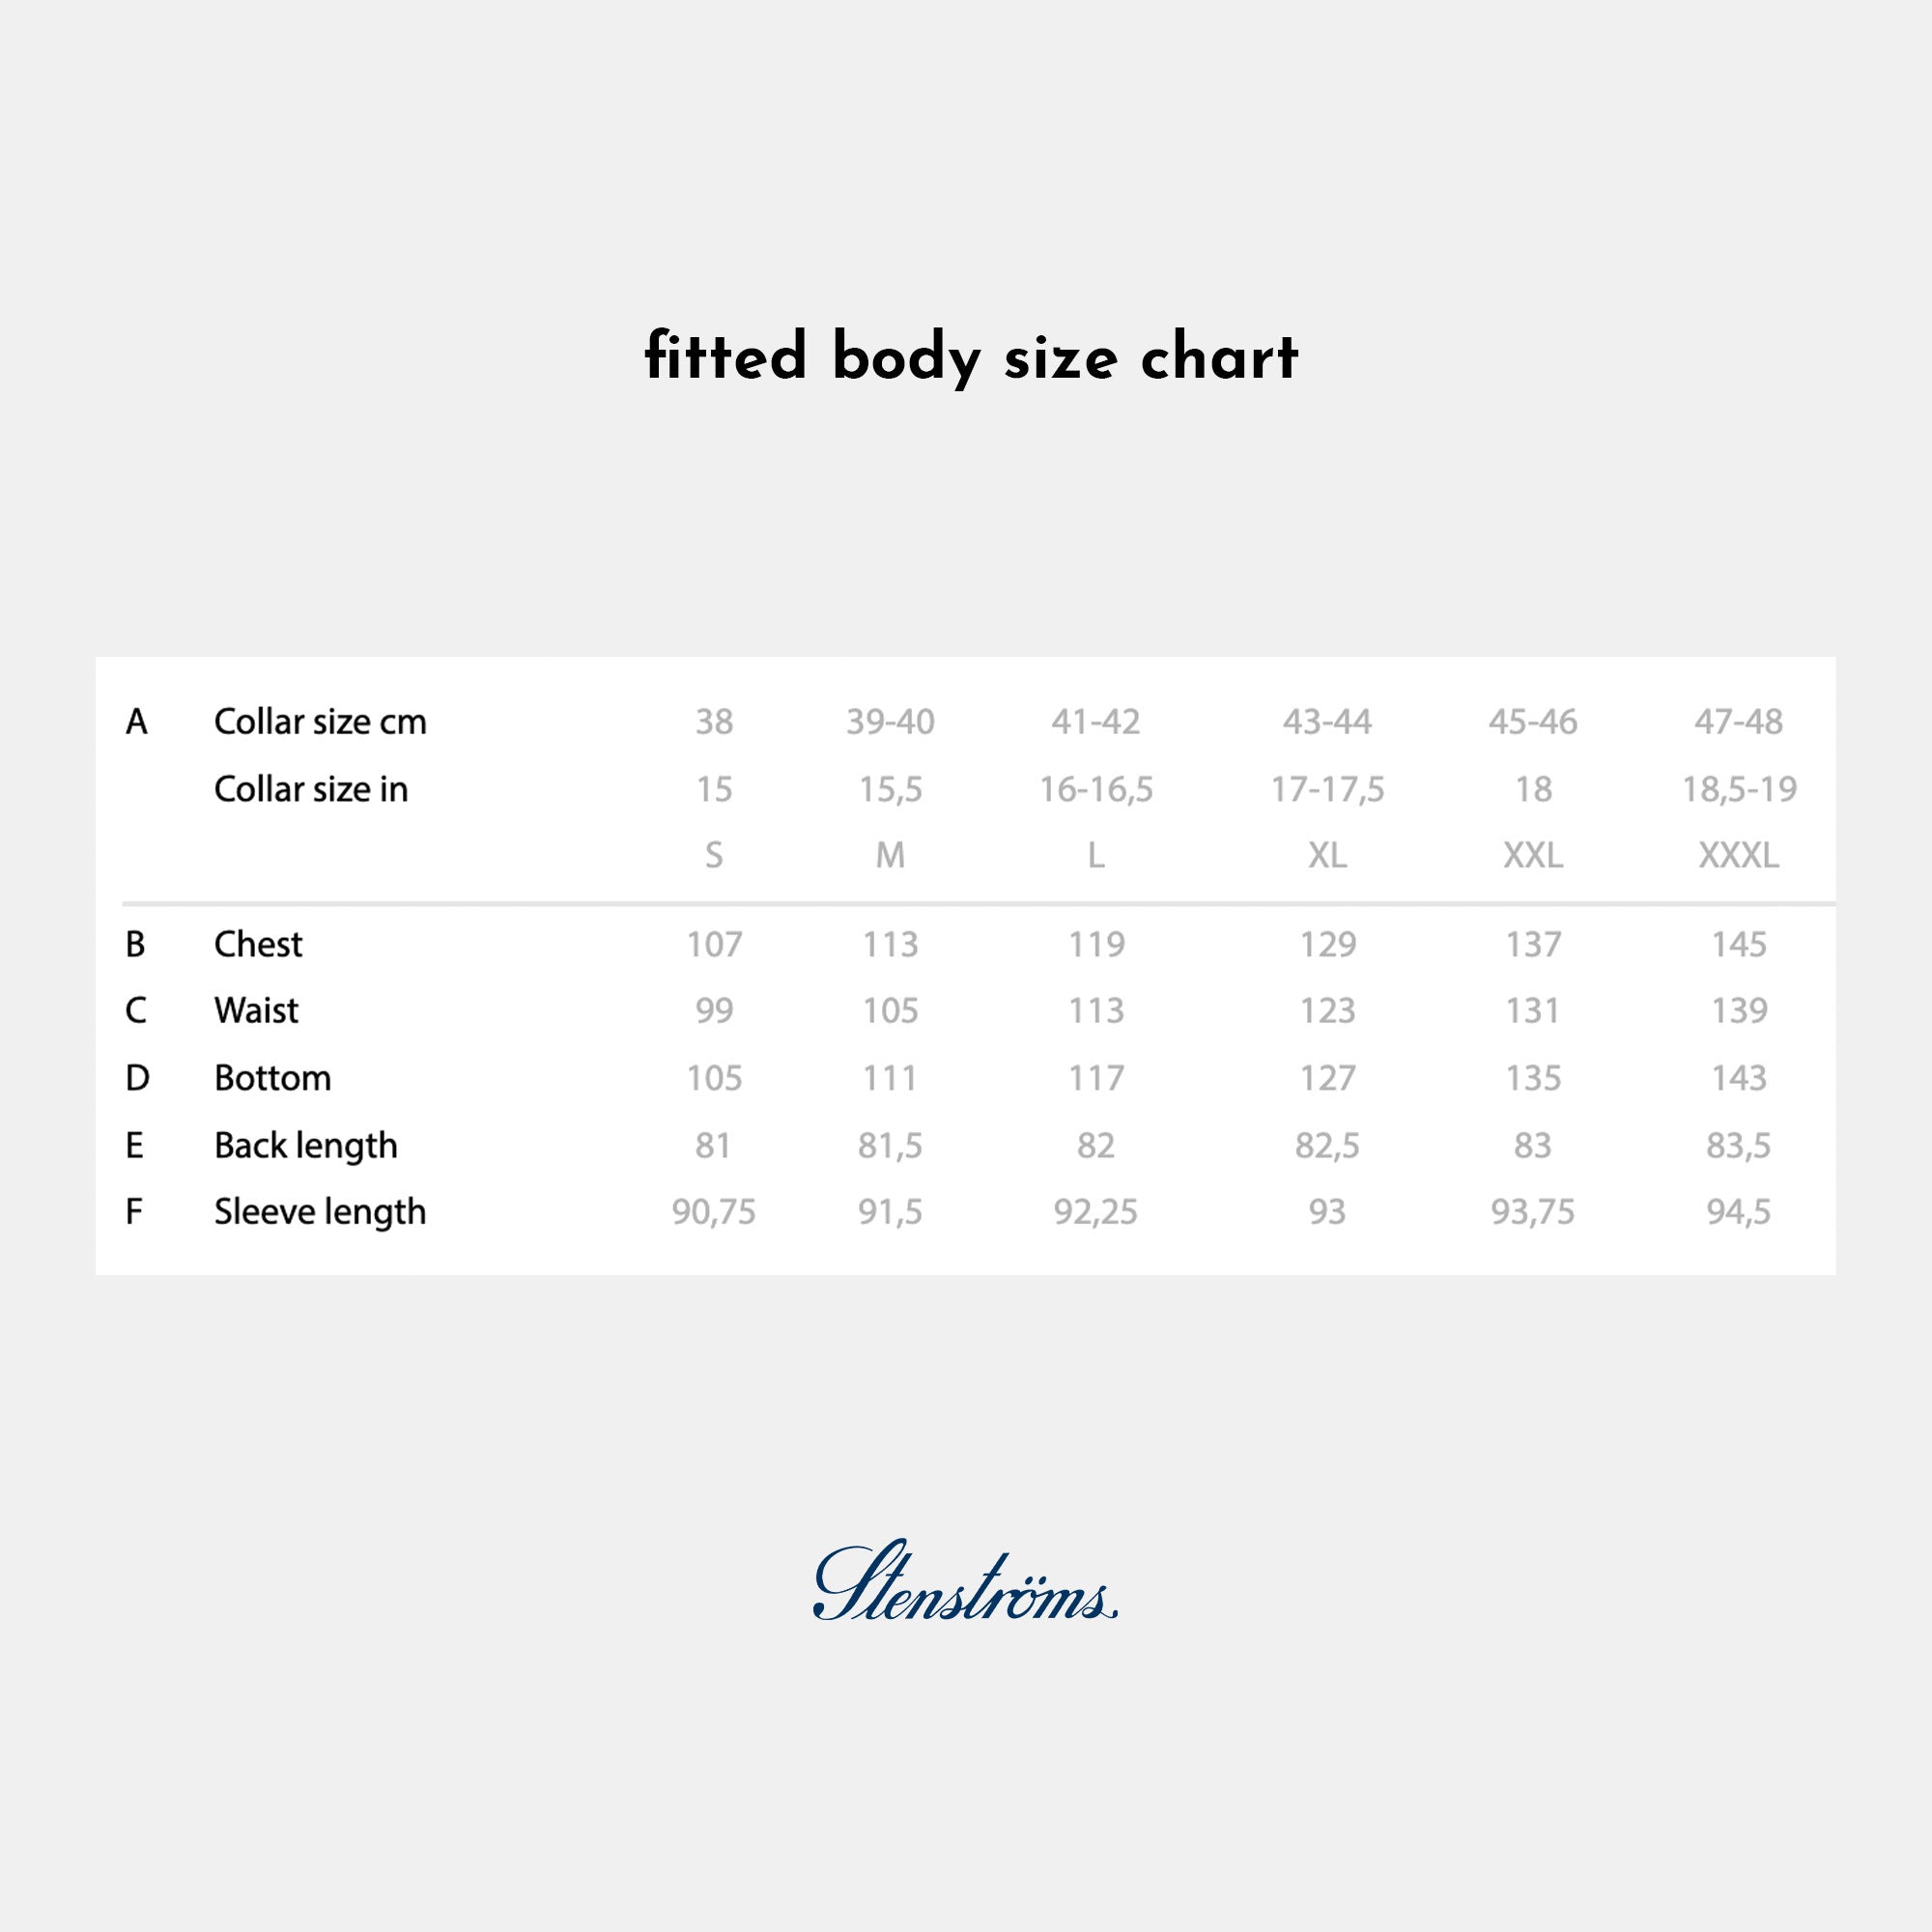 fitted body size chart
A Collar size cm 38 39-40 41-42 43-44 45-46 47-48
Collar size in 15 15,5 16-16,5 17-17,5 18 18,5-19
S M L XL XXL XXXL
B Chest 107 113 119 129 137 145
C Waist 99 105 113 123 131 139
D Bottom 105 111 117 127 135 143
E Back length 81 81,5 82 82,5 83 83,5
F Sleeve length 90,75 91,5 92,25 93 93,75 94,5
Stenströms.